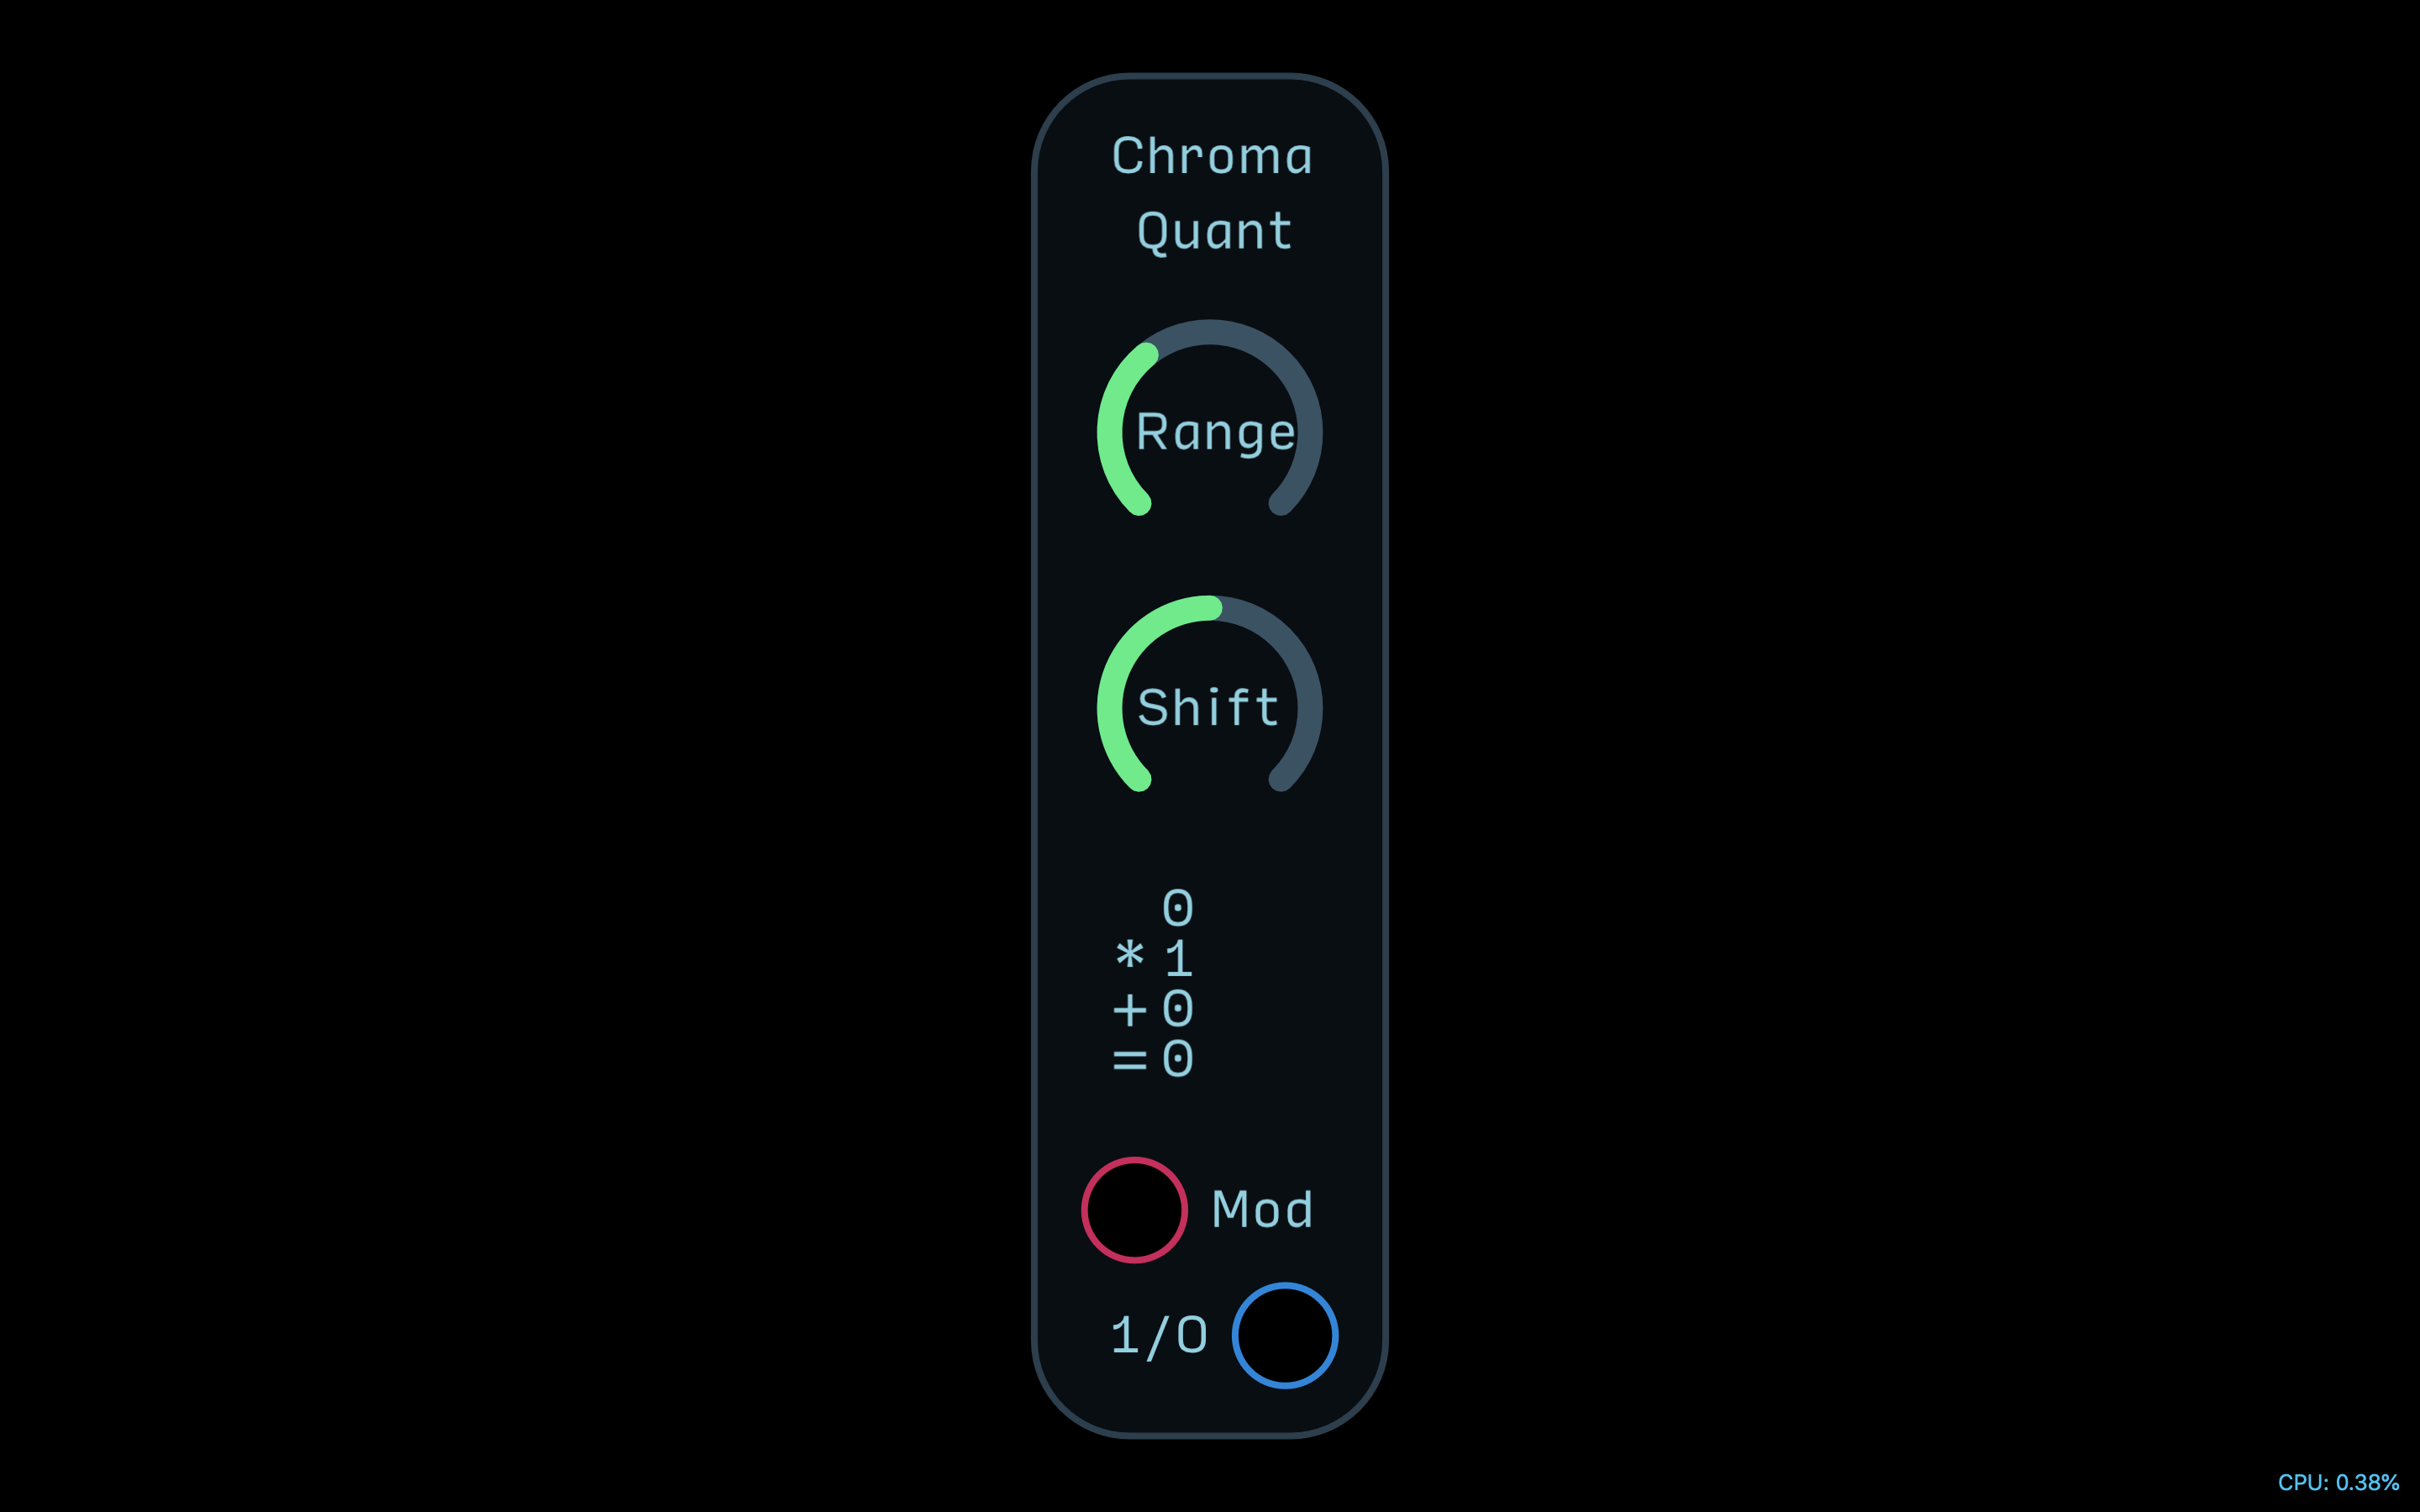 Chroma
Quant
Range
Shift
0
*1
+0
=0
Mod
1/O
CPU: 0.38%